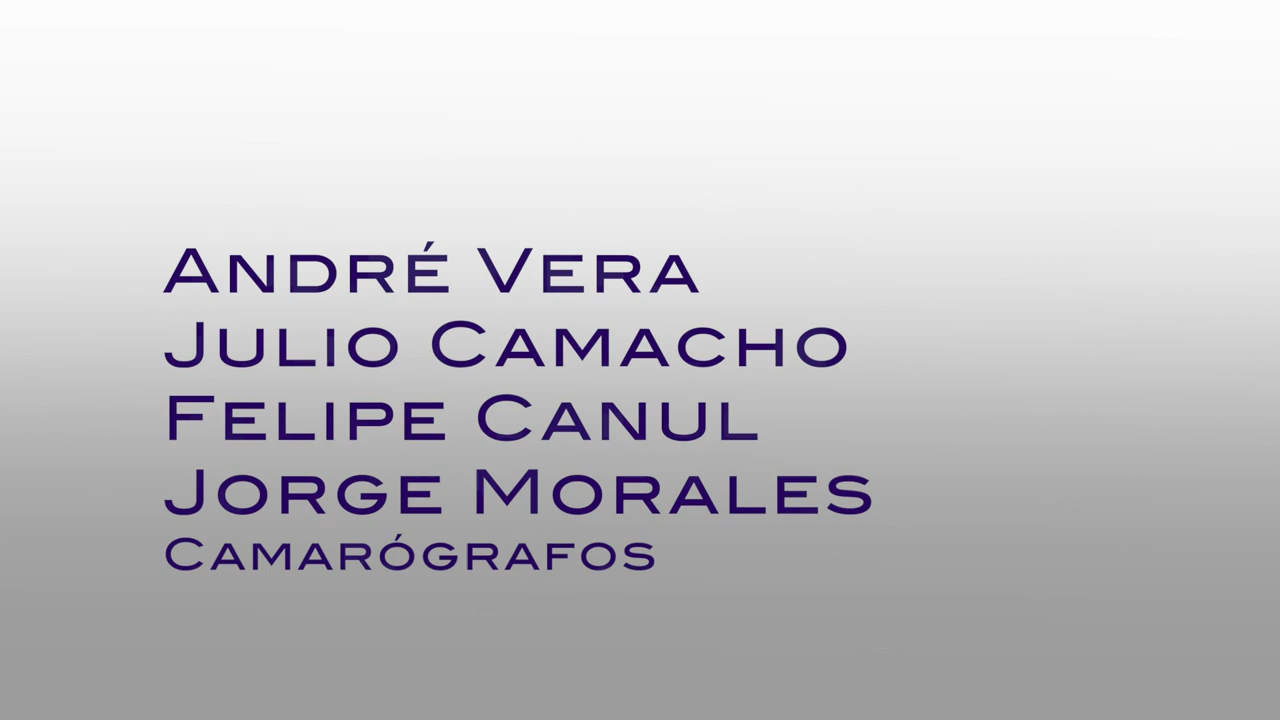 André Vera
Julio Camacho
Felipe Canul
Jorge Morales
Camarógrafos